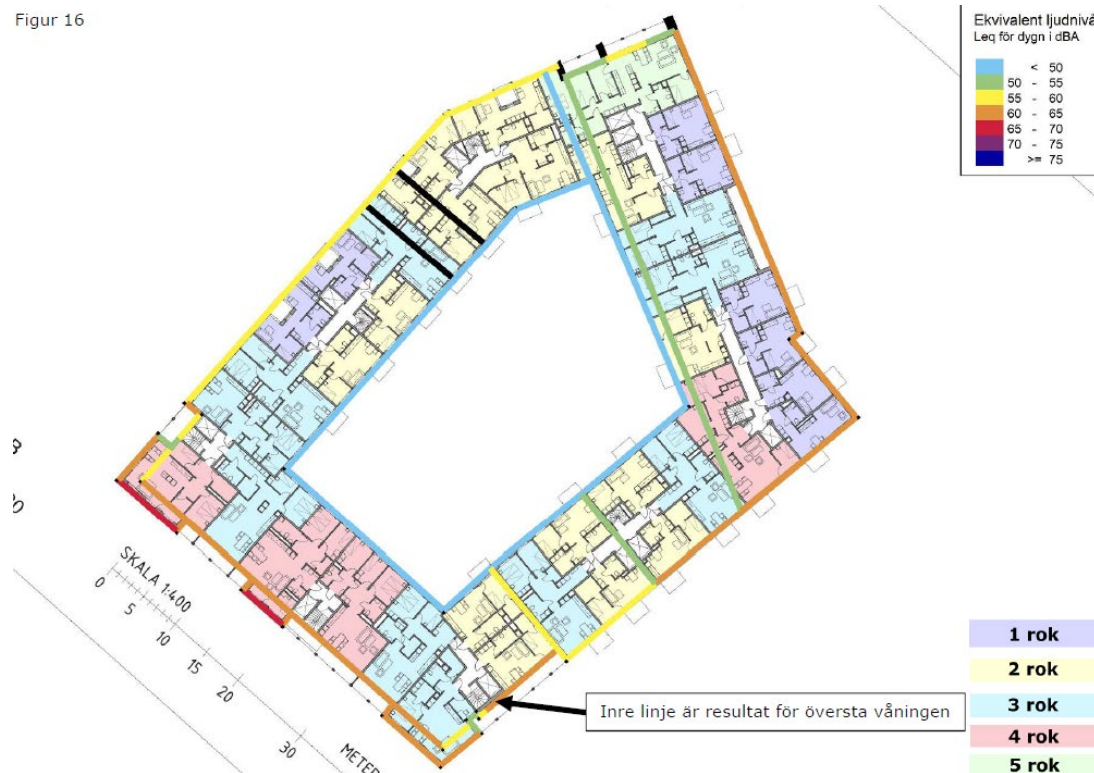 Figur 16
Ekvivalent ljudnivå
Leq för dygn i dBA
< 50
50 - 55
55 - 60
60 - 65
65 - 70
70 - 75
>= 75
SKALA 1:400
0 5 10 15 20 30 METER
Inre linje är resultat för översta våningen
1 rok
2 rok
3 rok
4 rok
5 rok